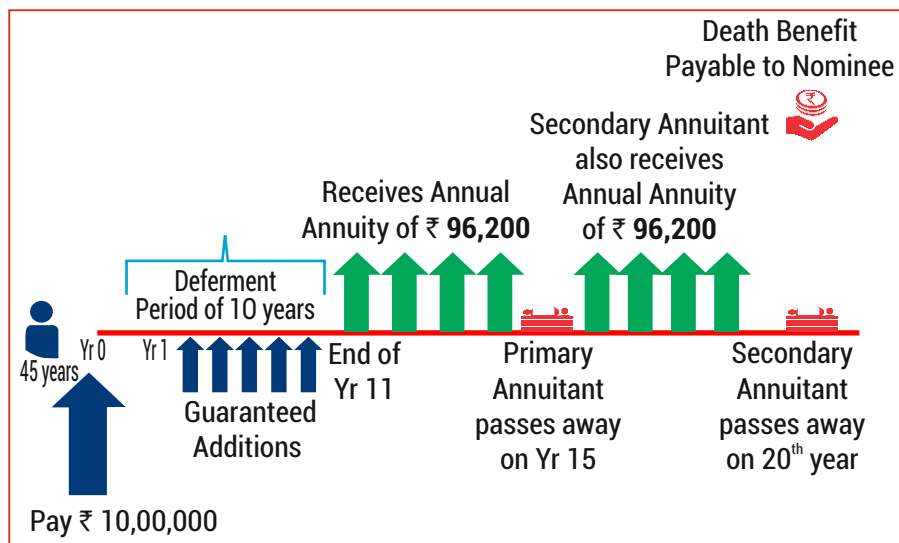 Death Benefit
Payable to Nominee
₹
Secondary Annuitant
also receives
Annual Annuity
of ₹ 96,200
Receives Annual
Annuity of ₹ 96,200
Deferment
Period of 10 years
45 years
Yr 0
Yr 1
End of
Yr 11
Primary
Annuitant
passes away
on Yr 15
Secondary
Annuitant
passes away
on 20th year
Guaranteed
Additions
Pay ₹ 10,00,000